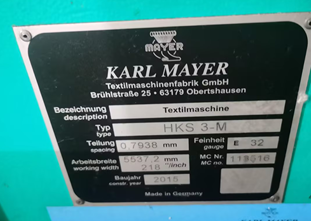 MAYER
KARL MAYER
Textilmaschinenfabrik GmbH
Brühlstraße 25 • 63179 Obertshausen
Bezeichnung description Textilmaschine
Typ type HKS 3-M
Teilung spacing 0,7938 mm Feinheit gauge E 32
Arbeitsbreite working width 5537,2 mm 218 "/inch MC Nr. MC No.
Baujahr constr. year 2015
Made in Germany
KARL MAYER